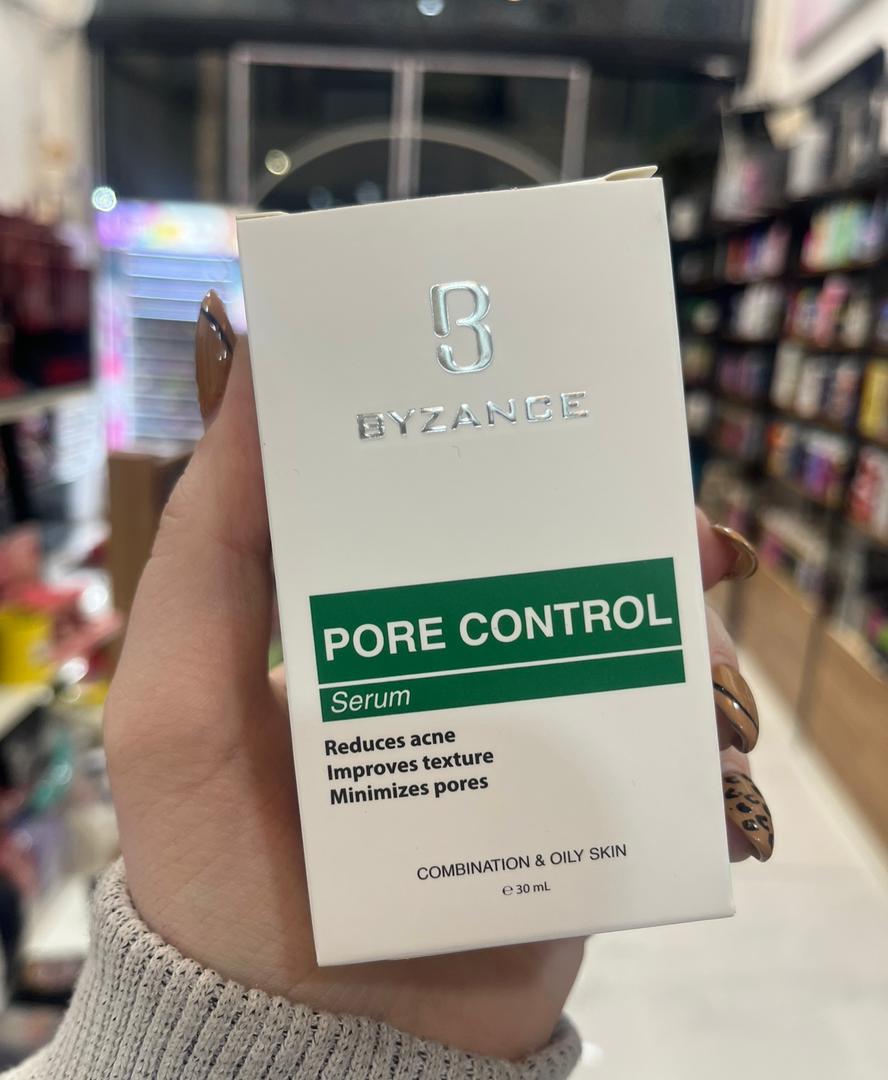 BYZANCE
PORE CONTROL
Serum
Reduces acne
Improves texture
Minimizes pores
COMBINATION & OILY SKIN
℮ 30 mL